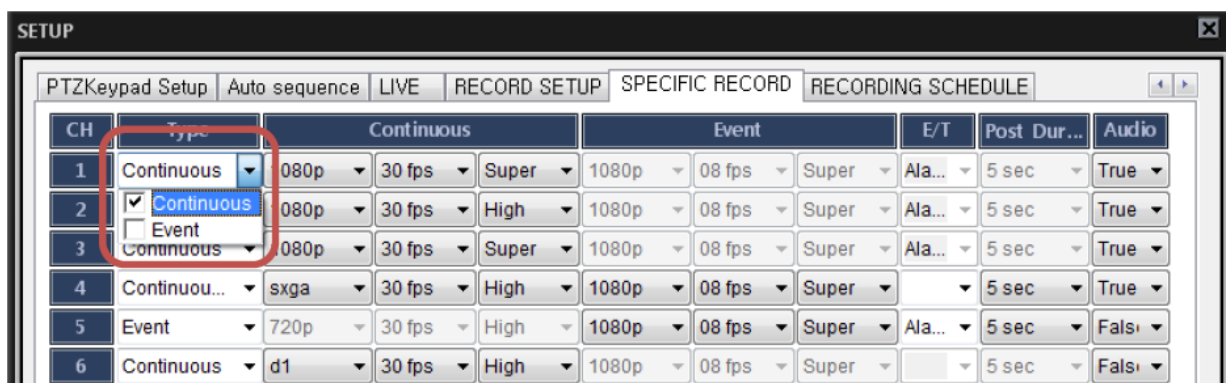 SETUP
PTZKeypad Setup Auto sequence LIVE RECORD SETUP SPECIFIC RECORD RECORDING SCHEDULE
CH Type Continuous Event E/T Post Dur... Audio
1 Continuous 1080p 30 fps Super 1080p 08 fps Super Ala... 5 sec True
2 Continuous 1080p 30 fps High 1080p 08 fps Super Ala... 5 sec True
Event
3 Continuous 1080p 30 fps Super 1080p 08 fps Super Ala... 5 sec True
4 Continuou... sxga 30 fps High 1080p 08 fps Super 5 sec True
5 Event 720p 30 fps High 1080p 08 fps Super Ala... 5 sec Fals
6 Continuous d1 30 fps High 1080p 08 fps Super 5 sec Fals